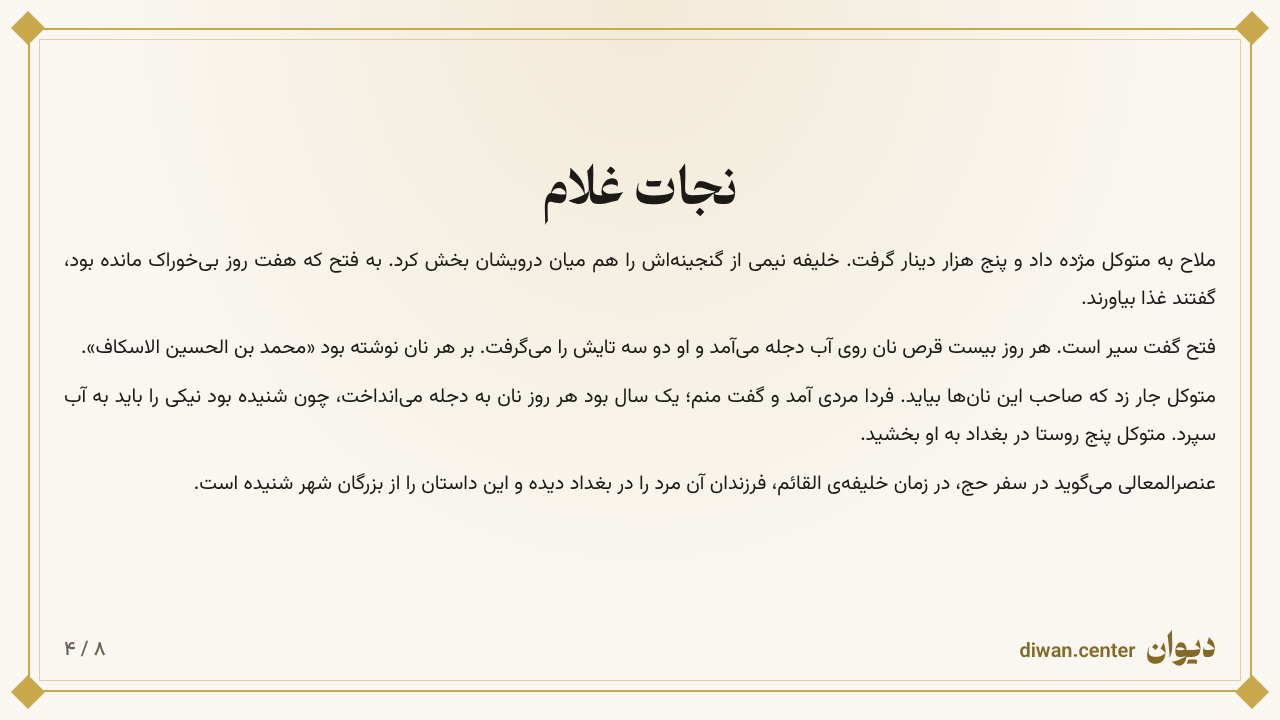 نجات غلام
ملاح به متوکل مژده داد و پنج هزار دینار گرفت. خلیفه نیمی از گنجینه‌اش را هم میان درویشان بخش کرد. به فتح که هفت روز بی‌خوراک مانده بود،
گفتند غذا بیاورند.
فتح گفت سیر است. هر روز بیست قرص نان روی آب دجله می‌آمد و او دو سه تایش را می‌گرفت. بر هر نان نوشته بود «محمد بن الحسین الاسکاف».
متوکل جار زد که صاحب این نان‌ها بیاید. فردا مردی آمد و گفت منم؛ یک سال بود هر روز نان به دجله می‌انداخت، چون شنیده بود نیکی را باید به آب
سپرد. متوکل پنج روستا در بغداد به او بخشید.
عنصرالمعالی می‌گوید در سفر حج، در زمان خلیفه‌ی القائم، فرزندان آن مرد را در بغداد دیده و این داستان را از بزرگان شهر شنیده است.
دیوان diwan.center
۴ / ۸